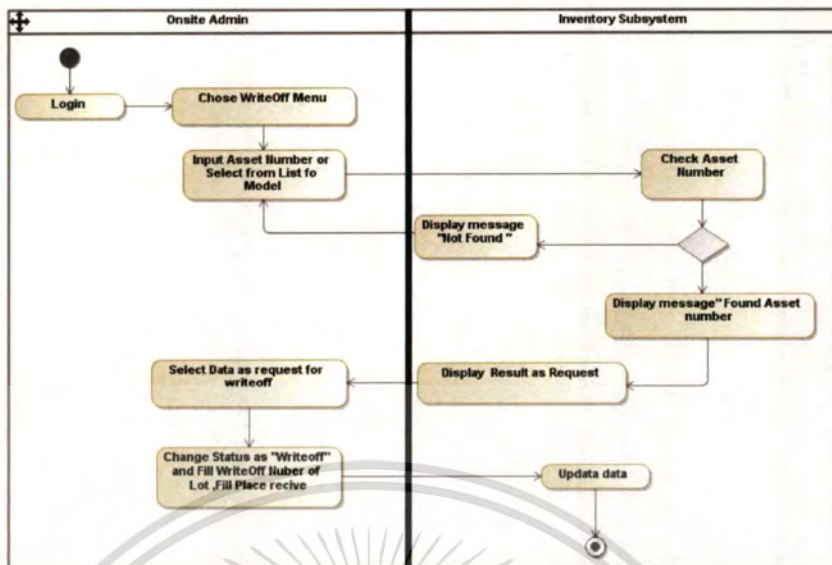 Onsite Admin
Inventory Subsystem
Login
Chose WriteOff Menu
Input Asset Number or
Select from List fo
Model
Check Asset
Number
Display message
"Not Found "
Display message" Found Asset
number
Select Data as request for
writeoff
Display Result as Request
Change Status as "Writeoff"
and Fill WriteOff Nuber of
Lot ,Fill Place recive
Updata data